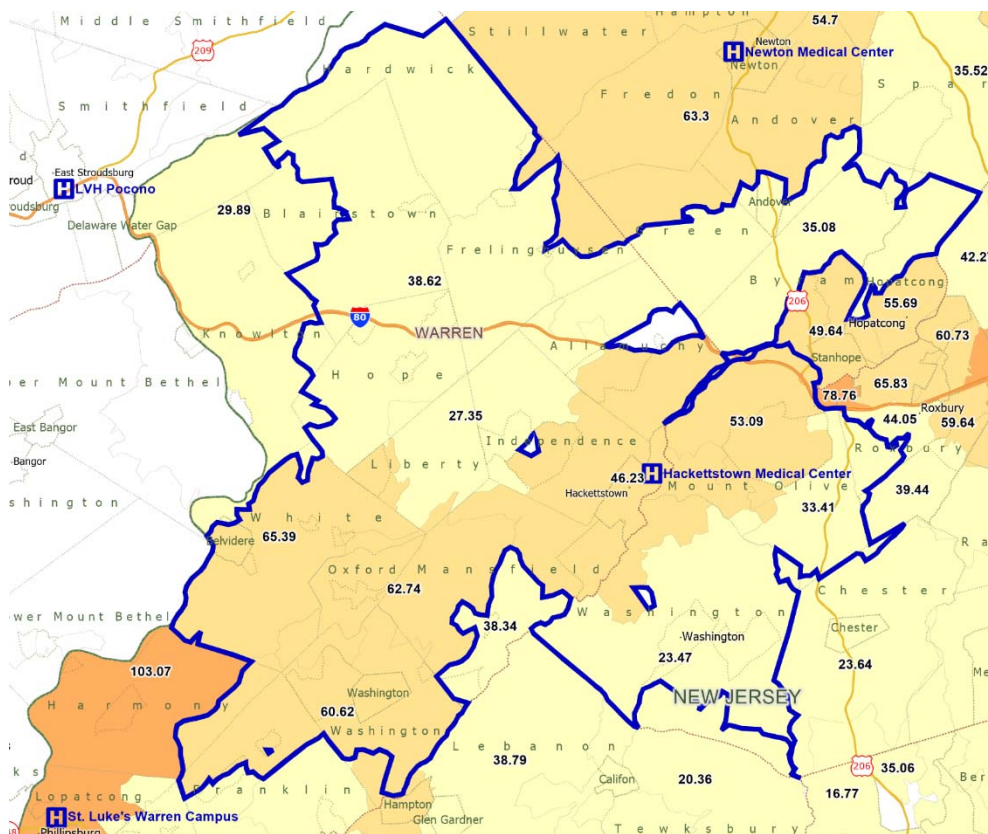 Middle Smithfield
Hampton
54.7
Stillwater
209
Newton
Newton Medical Center
Newton
35.52
Hardwick
Smithfield
Fredon
63.3
Andover
East Stroudsburg
LVH Pocono
Delaware Water Gap
29.89
Blairstown
Andover
Green
35.08
Frelinghuysen
38.62
42.27
Byram
Hopatcong
206
55.69
80
49.64
Hopatcong
60.73
Knowlton
WARREN
Allamuchy
Stanhope
Hope
65.83
78.76
Roxbury
27.35
53.09
44.05
59.64
East Bangor
Independence
Roxbury
Bangor
Liberty
46.23
Hackettstown Medical Center
Mount Olive
39.44
Hackettstown
33.41
White
65.39
Belvidere
Oxford
Mansfield
62.74
Chester
Washington
38.34
Chester
Washington
23.47
23.64
103.07
Washington
NEW JERSEY
Harmony
60.62
Washington
Lebanon
38.79
206
35.06
Califon
20.36
16.77
Lopatcong
Franklin
Hampton
St. Luke's Warren Campus
Glen Gardner
Phillipsburg
Tewksbury